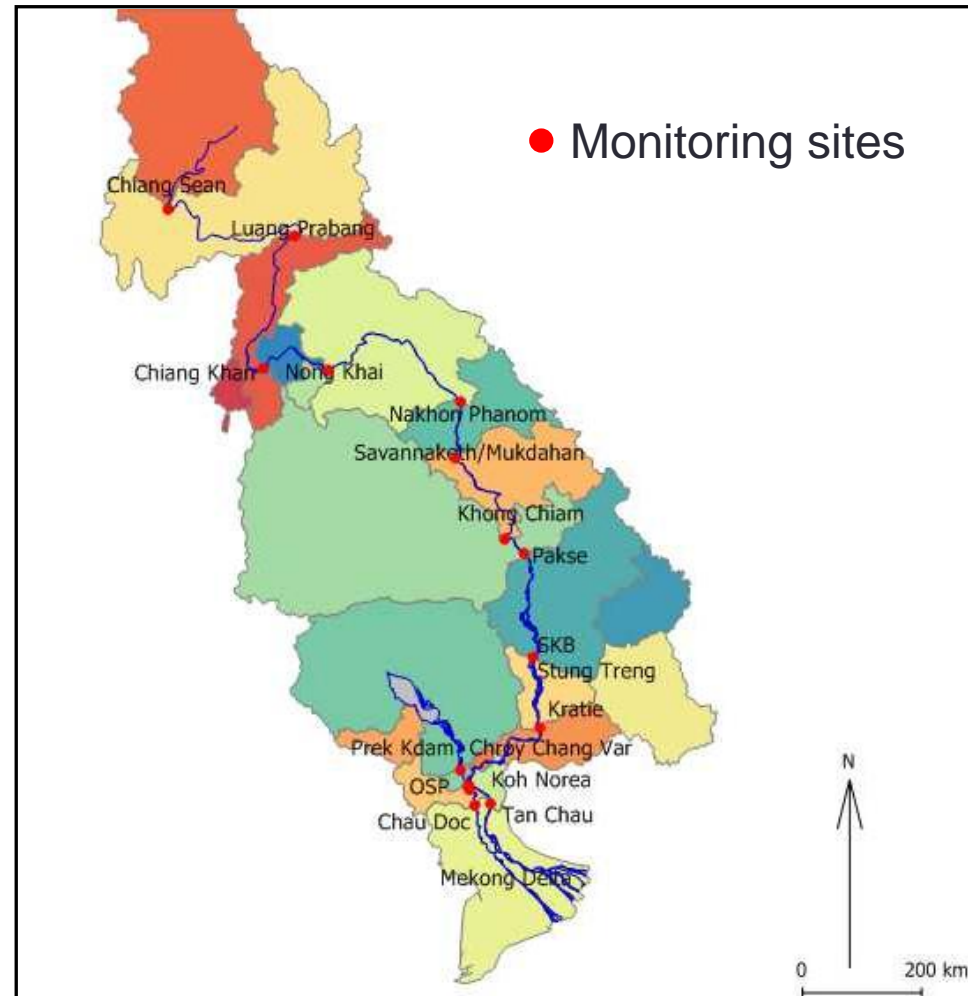 Monitoring sites
Chiang Sean
Luang Prabang
Chiang Khan
Nong Khai
Nakhon Phanom
Savannaketh/Mukdahan
Khong Chiam
Pakse
SKB
Stung Treng
Kratie
Prek Kdam
Chroy Chang Var
OSP
Koh Norea
Chau Doc
Tan Chau
Mekong Delta
N
0 200 km